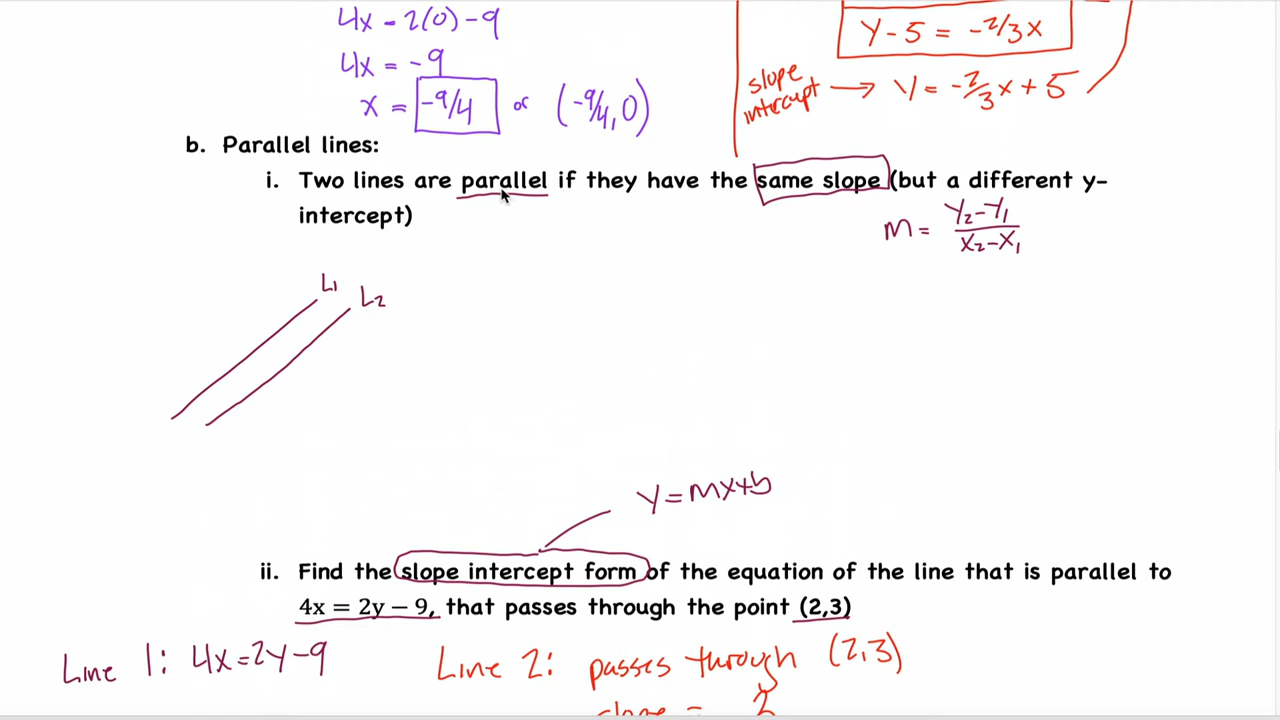 4x - 2(0) - 9
4x = -9
x = -9/4 or (-9/4, 0)
Y - 5 = -2/3 x
slope intercept → Y = -2/3 x + 5
b. Parallel lines:
i. Two lines are parallel if they have the same slope (but a different y-
intercept)
m = Y2-Y1 / X2-X1
L1
L2
Y = mx+b
ii. Find the slope intercept form of the equation of the line that is parallel to
4x = 2y − 9, that passes through the point (2,3)
Line 1: 4x=2y-9
Line 2: passes through (2,3)
slope =